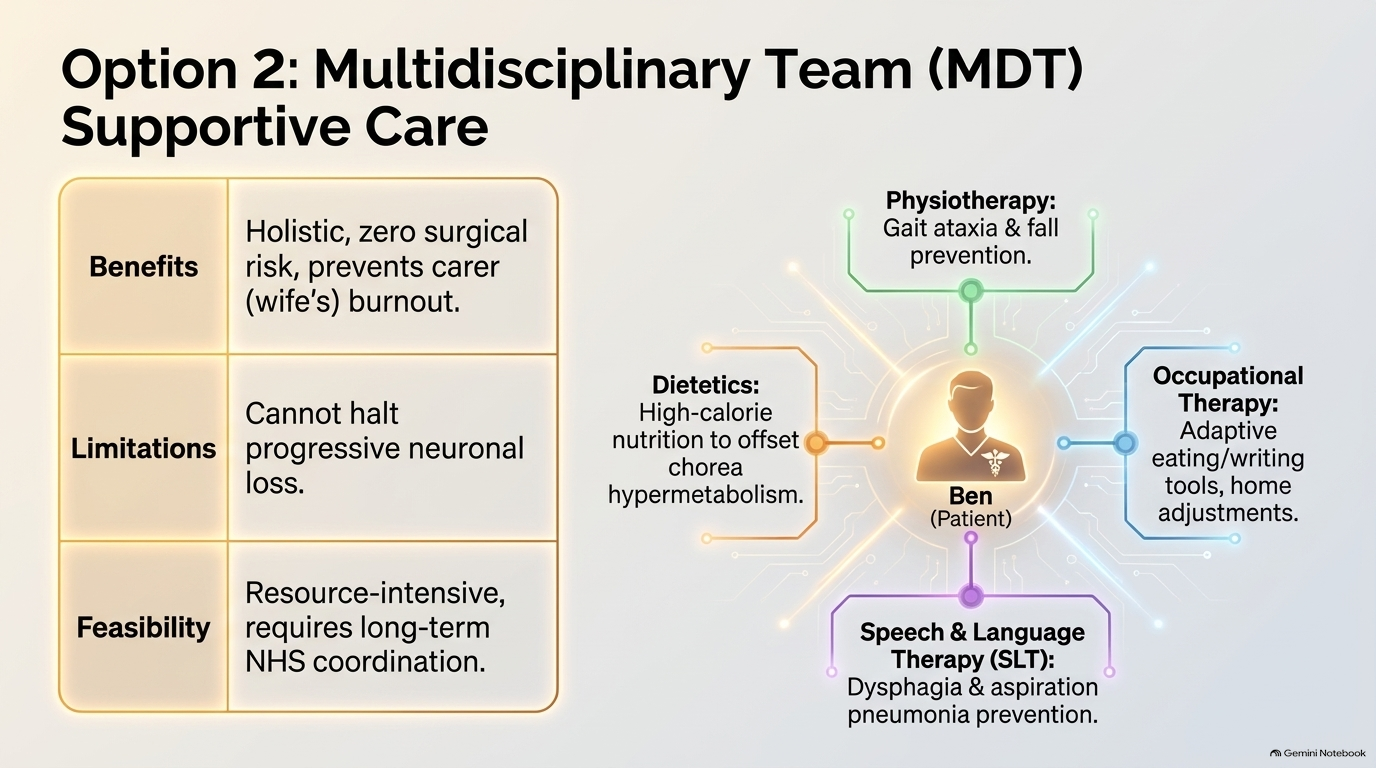 Option 2: Multidisciplinary Team (MDT)
Supportive Care
Benefits
Holistic, zero surgical
risk, prevents carer
(wife's) burnout.
Limitations
Cannot halt
progressive neuronal
loss.
Feasibility
Resource-intensive,
requires long-term
NHS coordination.
Physiotherapy:
Gait ataxia & fall
prevention.
Dietetics:
High-calorie
nutrition to offset
chorea
hypermetabolism.
Ben
(Patient)
Occupational
Therapy:
Adaptive
eating/writing
tools, home
adjustments.
Speech & Language
Therapy (SLT):
Dysphagia & aspiration
pneumonia prevention.
Gemini Notebook